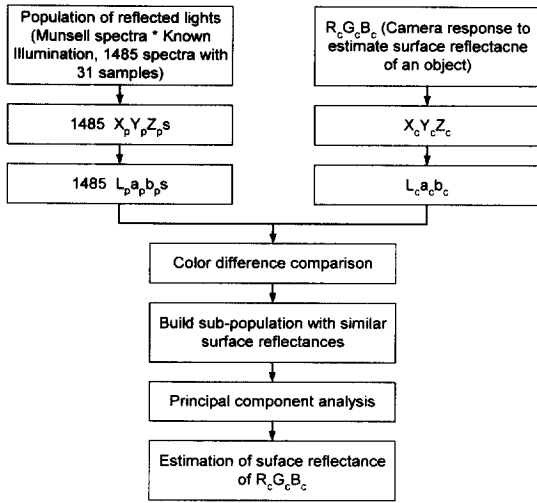 Population of reflected lights
(Munsell spectra * Known
Illumination, 1485 spectra with
31 samples)
1485 XpYpZps
1485 Lpapbps
RcGcBc (Camera response to
estimate surface reflectacne
of an object)
XcYcZc
Lcacbc
Color difference comparison
Build sub-population with similar
surface reflectances
Principal component analysis
Estimation of suface reflectance
of RcGcBc